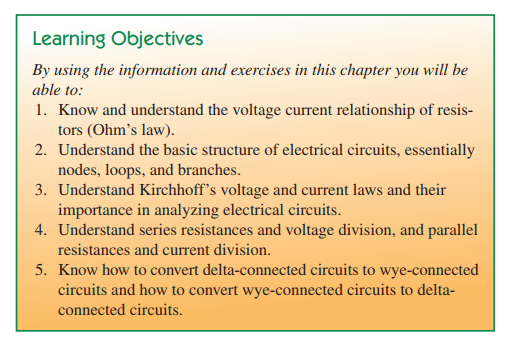 Learning Objectives
By using the information and exercises in this chapter you will be
able to:
1. Know and understand the voltage current relationship of resis-
tors (Ohm's law).
2. Understand the basic structure of electrical circuits, essentially
nodes, loops, and branches.
3. Understand Kirchhoff's voltage and current laws and their
importance in analyzing electrical circuits.
4. Understand series resistances and voltage division, and parallel
resistances and current division.
5. Know how to convert delta-connected circuits to wye-connected
circuits and how to convert wye-connected circuits to delta-
connected circuits.